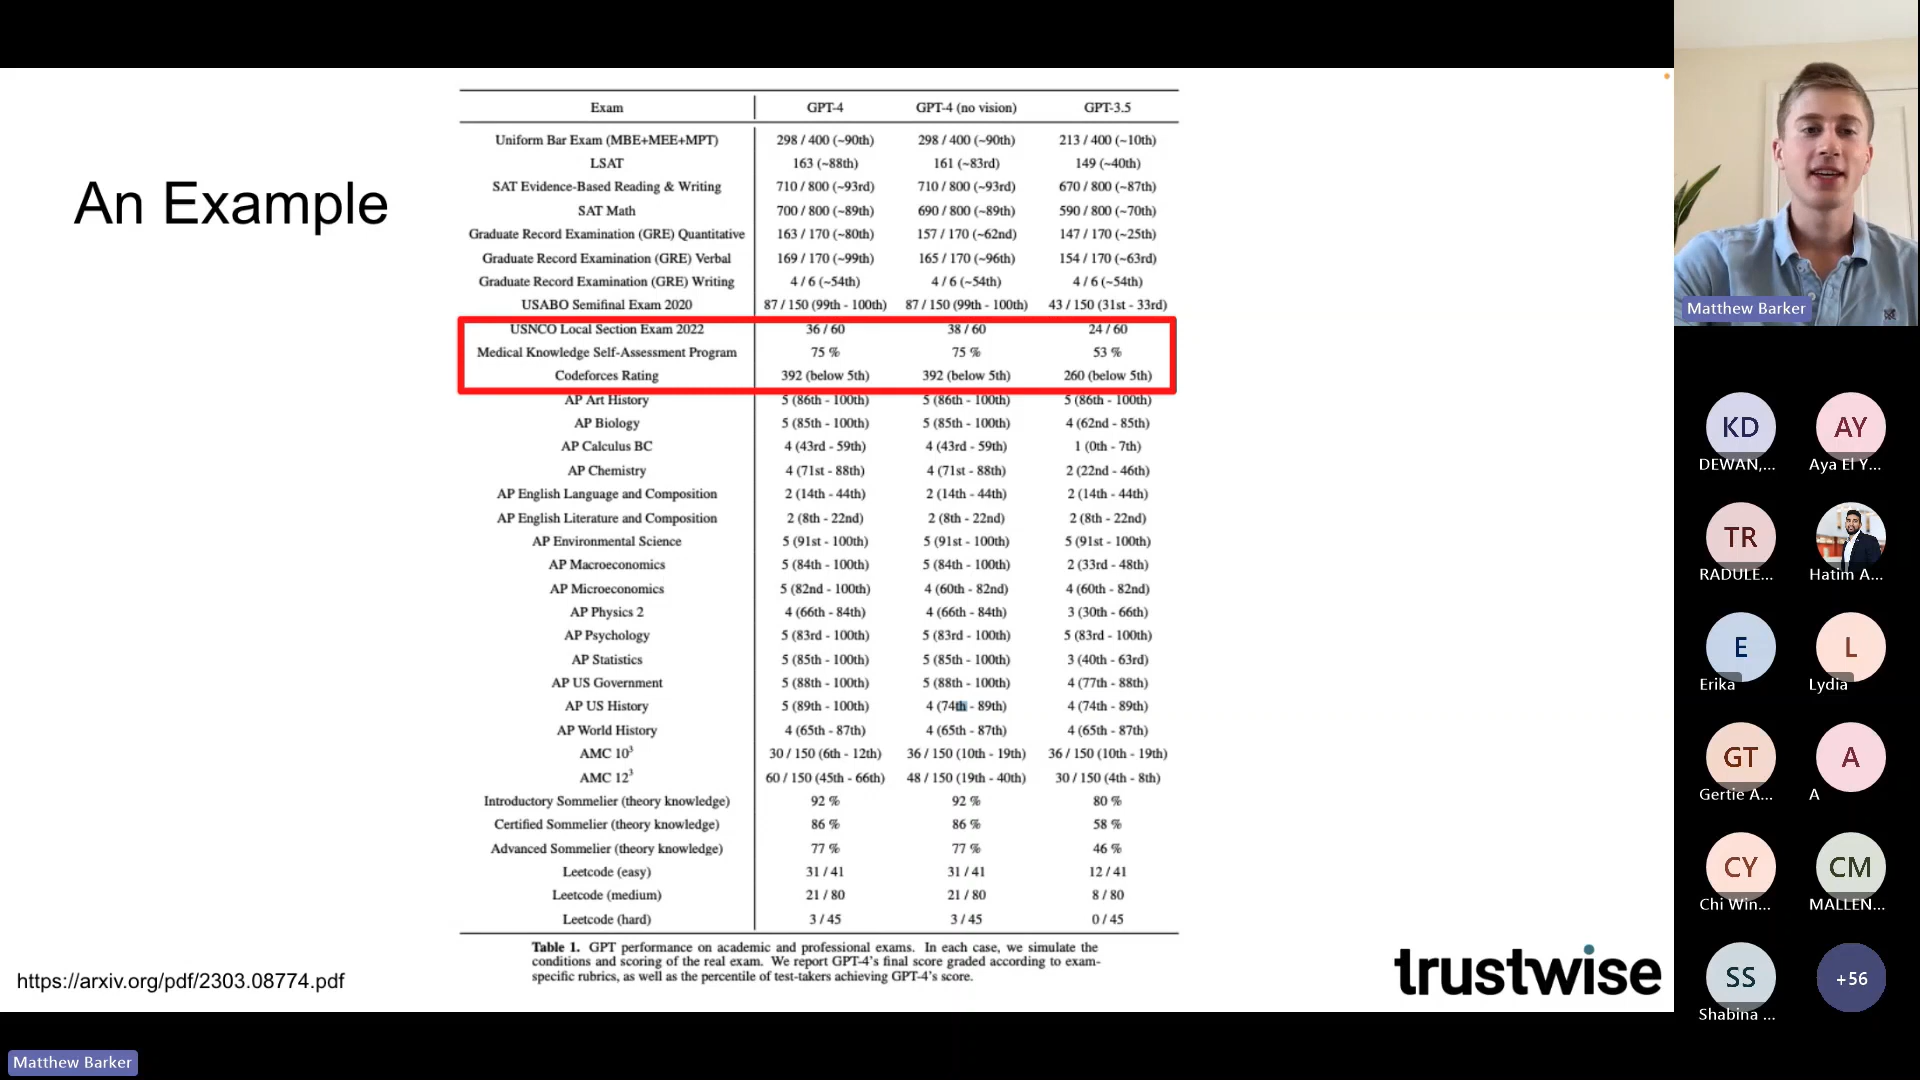 An Example
Exam GPT-4 GPT-4 (no vision) GPT-3.5
Uniform Bar Exam (MBE+MEE+MPT) 298 / 400 (~90th) 298 / 400 (~90th) 213 / 400 (~10th)
LSAT 163 (~88th) 161 (~83rd) 149 (~40th)
SAT Evidence-Based Reading & Writing 710 / 800 (~93rd) 710 / 800 (~93rd) 670 / 800 (~87th)
SAT Math 700 / 800 (~89th) 690 / 800 (~89th) 590 / 800 (~70th)
Graduate Record Examination (GRE) Quantitative 163 / 170 (~80th) 157 / 170 (~62nd) 147 / 170 (~25th)
Graduate Record Examination (GRE) Verbal 169 / 170 (~99th) 165 / 170 (~96th) 154 / 170 (~63rd)
Graduate Record Examination (GRE) Writing 4 / 6 (~54th) 4 / 6 (~54th) 4 / 6 (~54th)
USABO Semifinal Exam 2020 87 / 150 (99th - 100th) 87 / 150 (99th - 100th) 43 / 150 (31st - 33rd)
USNCO Local Section Exam 2022 36 / 60 38 / 60 24 / 60
Medical Knowledge Self-Assessment Program 75 % 75 % 53 %
Codeforces Rating 392 (below 5th) 392 (below 5th) 260 (below 5th)
AP Art History 5 (86th - 100th) 5 (86th - 100th) 5 (86th - 100th)
AP Biology 5 (85th - 100th) 5 (85th - 100th) 4 (62nd - 85th)
AP Calculus BC 4 (43rd - 59th) 4 (43rd - 59th) 1 (0th - 7th)
AP Chemistry 4 (71st - 88th) 4 (71st - 88th) 2 (22nd - 46th)
AP English Language and Composition 2 (14th - 44th) 2 (14th - 44th) 2 (14th - 44th)
AP English Literature and Composition 2 (8th - 22nd) 2 (8th - 22nd) 2 (8th - 22nd)
AP Environmental Science 5 (91st - 100th) 5 (91st - 100th) 5 (91st - 100th)
AP Macroeconomics 5 (84th - 100th) 5 (84th - 100th) 2 (33rd - 48th)
AP Microeconomics 5 (82nd - 100th) 4 (60th - 82nd) 4 (60th - 82nd)
AP Physics 2 4 (66th - 84th) 4 (66th - 84th) 3 (30th - 66th)
AP Psychology 5 (83rd - 100th) 5 (83rd - 100th) 5 (83rd - 100th)
AP Statistics 5 (85th - 100th) 5 (85th - 100th) 3 (40th - 63rd)
AP US Government 5 (88th - 100th) 5 (88th - 100th) 4 (77th - 88th)
AP US History 5 (89th - 100th) 4 (74th - 89th) 4 (74th - 89th)
AP World History 4 (65th - 87th) 4 (65th - 87th) 4 (65th - 87th)
AMC 10³ 30 / 150 (6th - 12th) 36 / 150 (10th - 19th) 36 / 150 (10th - 19th)
AMC 12³ 60 / 150 (45th - 66th) 48 / 150 (19th - 40th) 30 / 150 (4th - 8th)
Introductory Sommelier (theory knowledge) 92 % 92 % 80 %
Certified Sommelier (theory knowledge) 86 % 86 % 58 %
Advanced Sommelier (theory knowledge) 77 % 77 % 46 %
Leetcode (easy) 31 / 41 31 / 41 12 / 41
Leetcode (medium) 21 / 80 21 / 80 8 / 80
Leetcode (hard) 3 / 45 3 / 45 0 / 45
Table 1. GPT performance on academic and professional exams. In each case, we simulate the
conditions and scoring of the real exam. We report GPT-4's final score graded according to exam-
specific rubrics, as well as the percentile of test-takers achieving GPT-4's score.
https://arxiv.org/pdf/2303.08774.pdf
trustwise
Matthew Barker
Matthew Barker
KD AY
DEWAN,... Aya El Y...
TR
RADULE... Hatim A...
E L
Erika Lydia
GT A
Gertie A... A
CY CM
Chi Win... MALLEN...
SS +56
Shabina ...